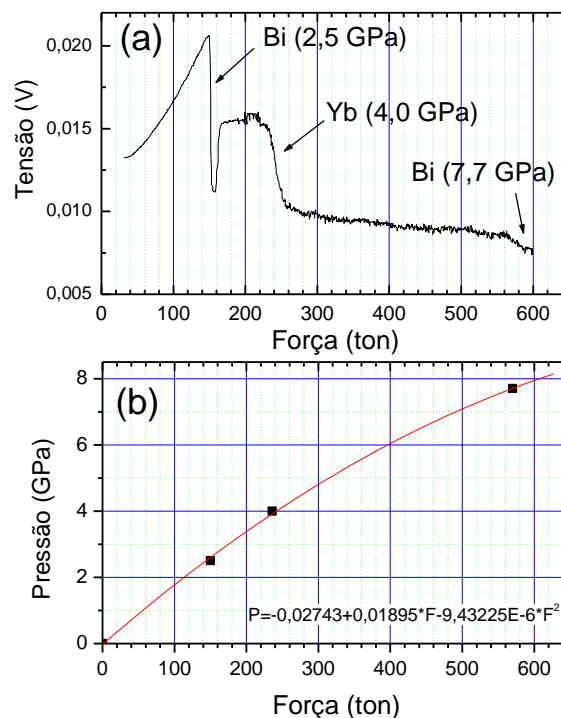 (a)
Bi (2,5 GPa)
Yb (4,0 GPa)
Bi (7,7 GPa)
Tensão (V)
0,020
0,015
0,010
0,005
0 100 200 300 400 500 600
Força (ton)
(b)
Pressão (GPa)
8
6
4
2
0
P=-0,02743+0,01895*F-9,43225E-6*F²
0 100 200 300 400 500 600
Força (ton)